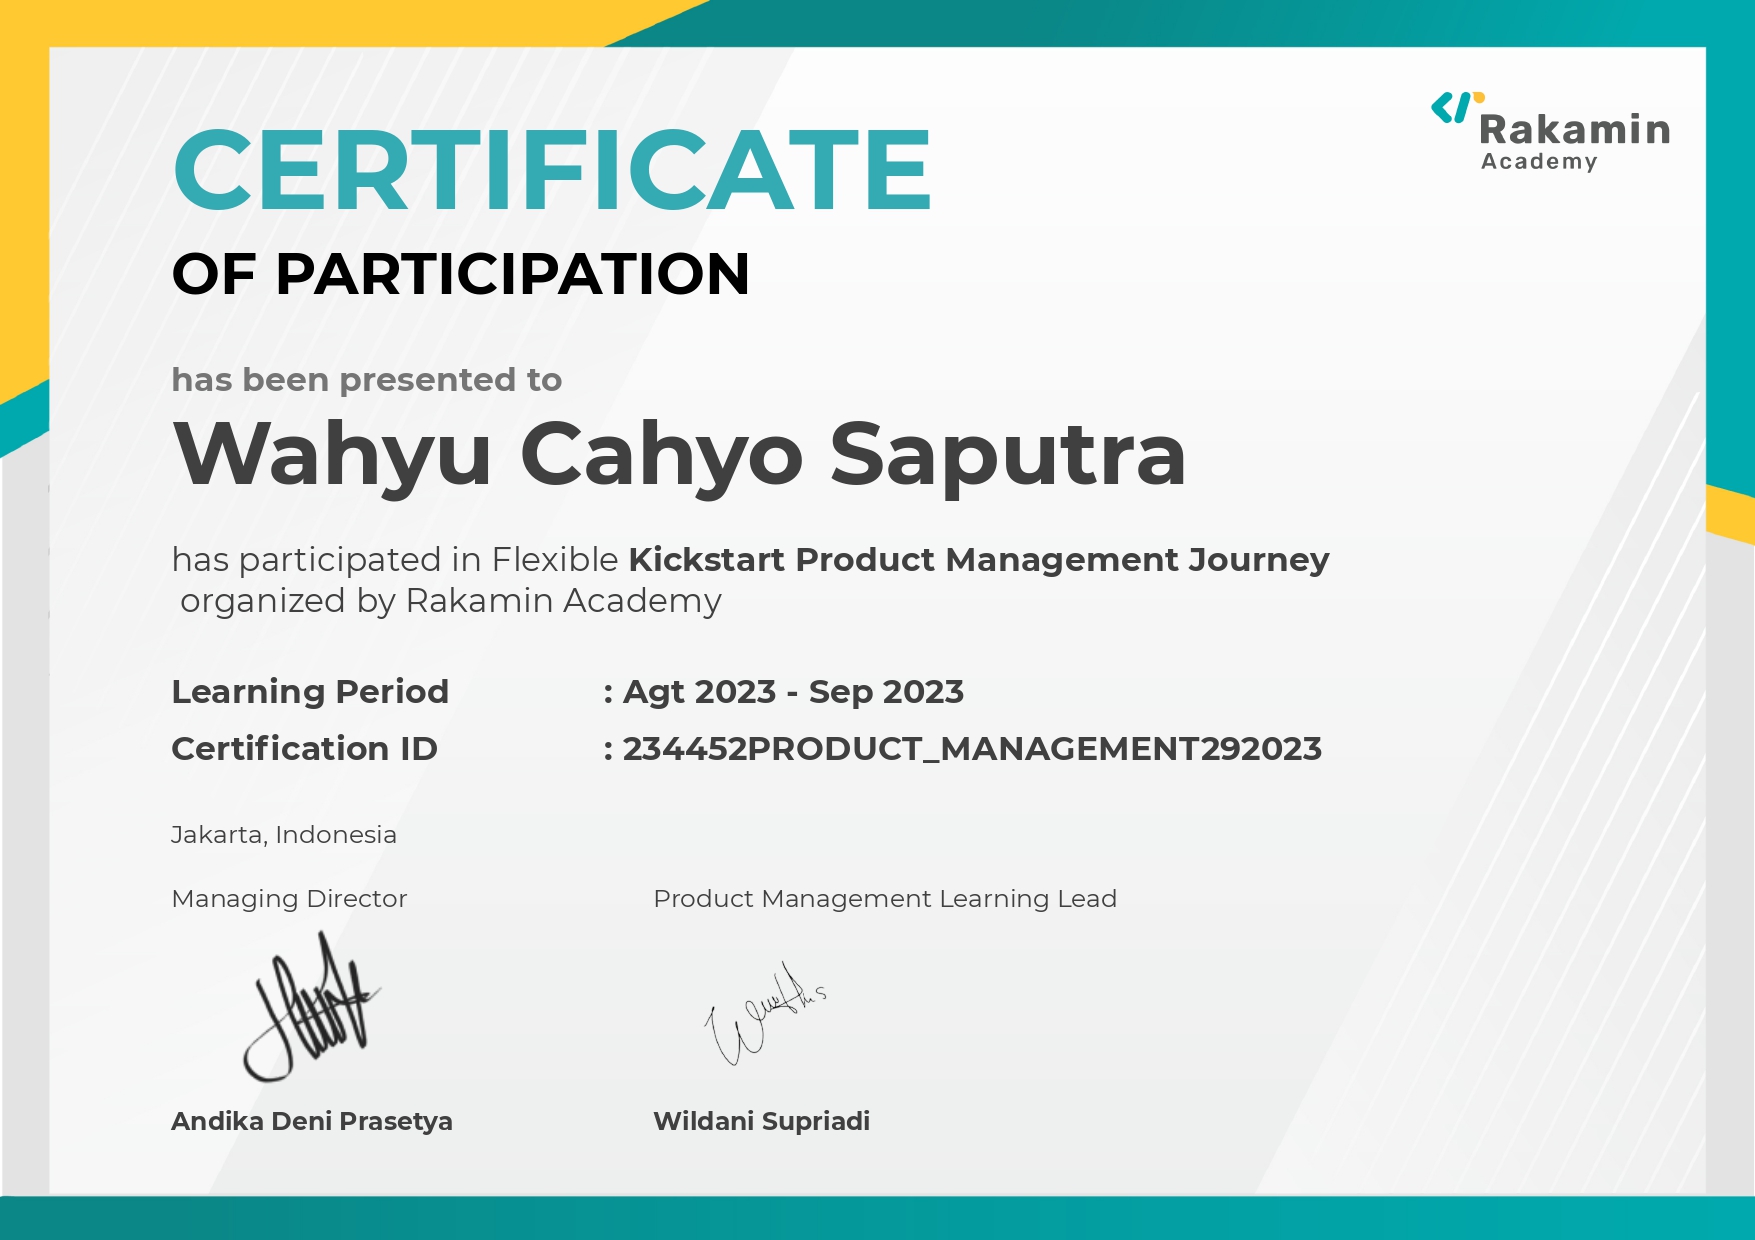 Rakamin
Academy
CERTIFICATE
OF PARTICIPATION
has been presented to
Wahyu Cahyo Saputra
has participated in Flexible Kickstart Product Management Journey
organized by Rakamin Academy
Learning Period : Agt 2023 - Sep 2023
Certification ID : 234452PRODUCT_MANAGEMENT292023
Jakarta, Indonesia
Managing Director Product Management Learning Lead
Andika Deni Prasetya Wildani Supriadi